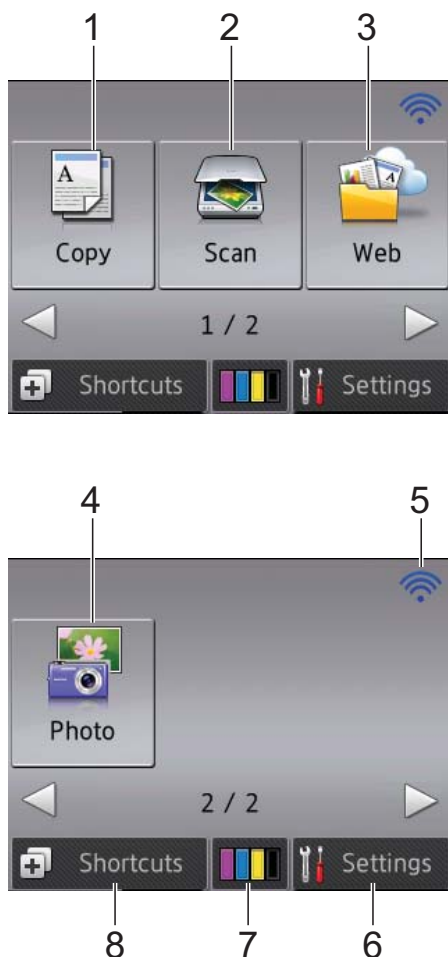 1 2 3
A A
Copy Scan Web
1 / 2
Shortcuts Settings
4 5
Photo
2 / 2
Shortcuts Settings
8 7 6